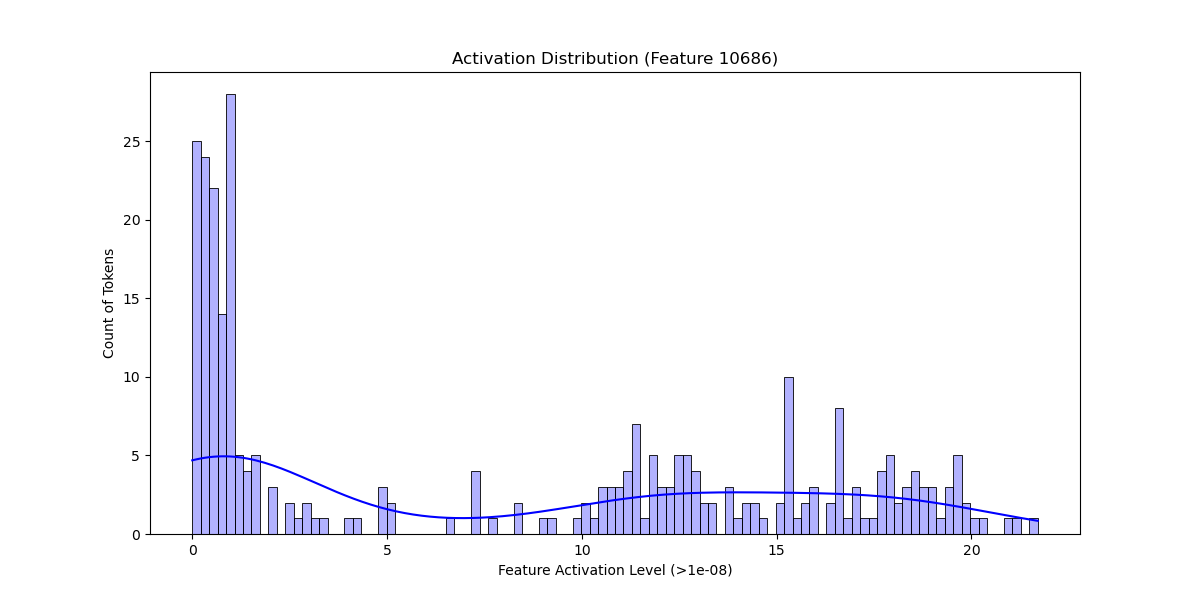 Activation Distribution (Feature 10686)
25
20
15
10
5
0
Count of Tokens
0 5 10 15 20
Feature Activation Level (>1e-08)